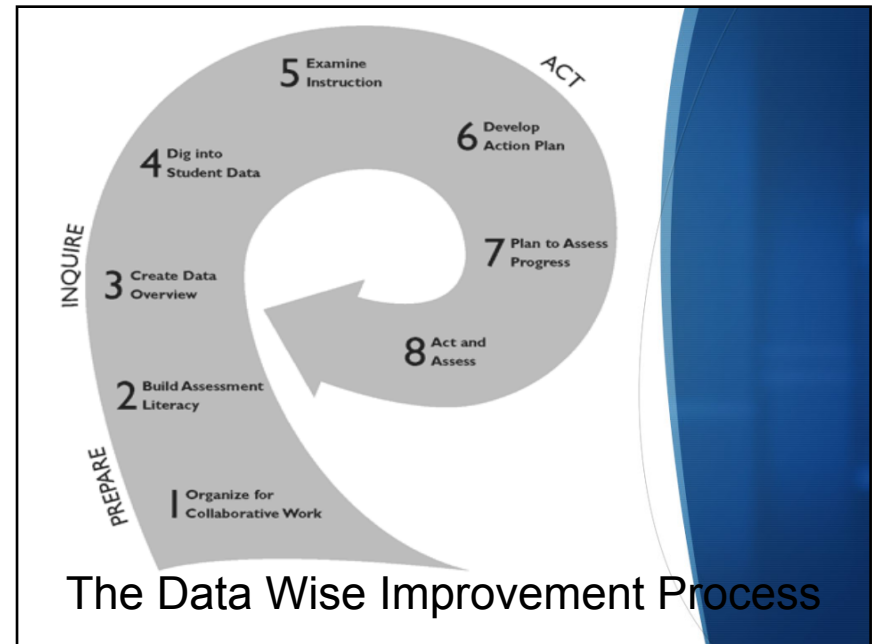 ACT
5 Examine
Instruction
6 Develop
Action Plan
4 Dig into
Student Data
INQUIRE
7 Plan to Assess
Progress
3 Create Data
Overview
8 Act and
Assess
2 Build Assessment
Literacy
PREPARE
1 Organize for
Collaborative Work
The Data Wise Improvement Process